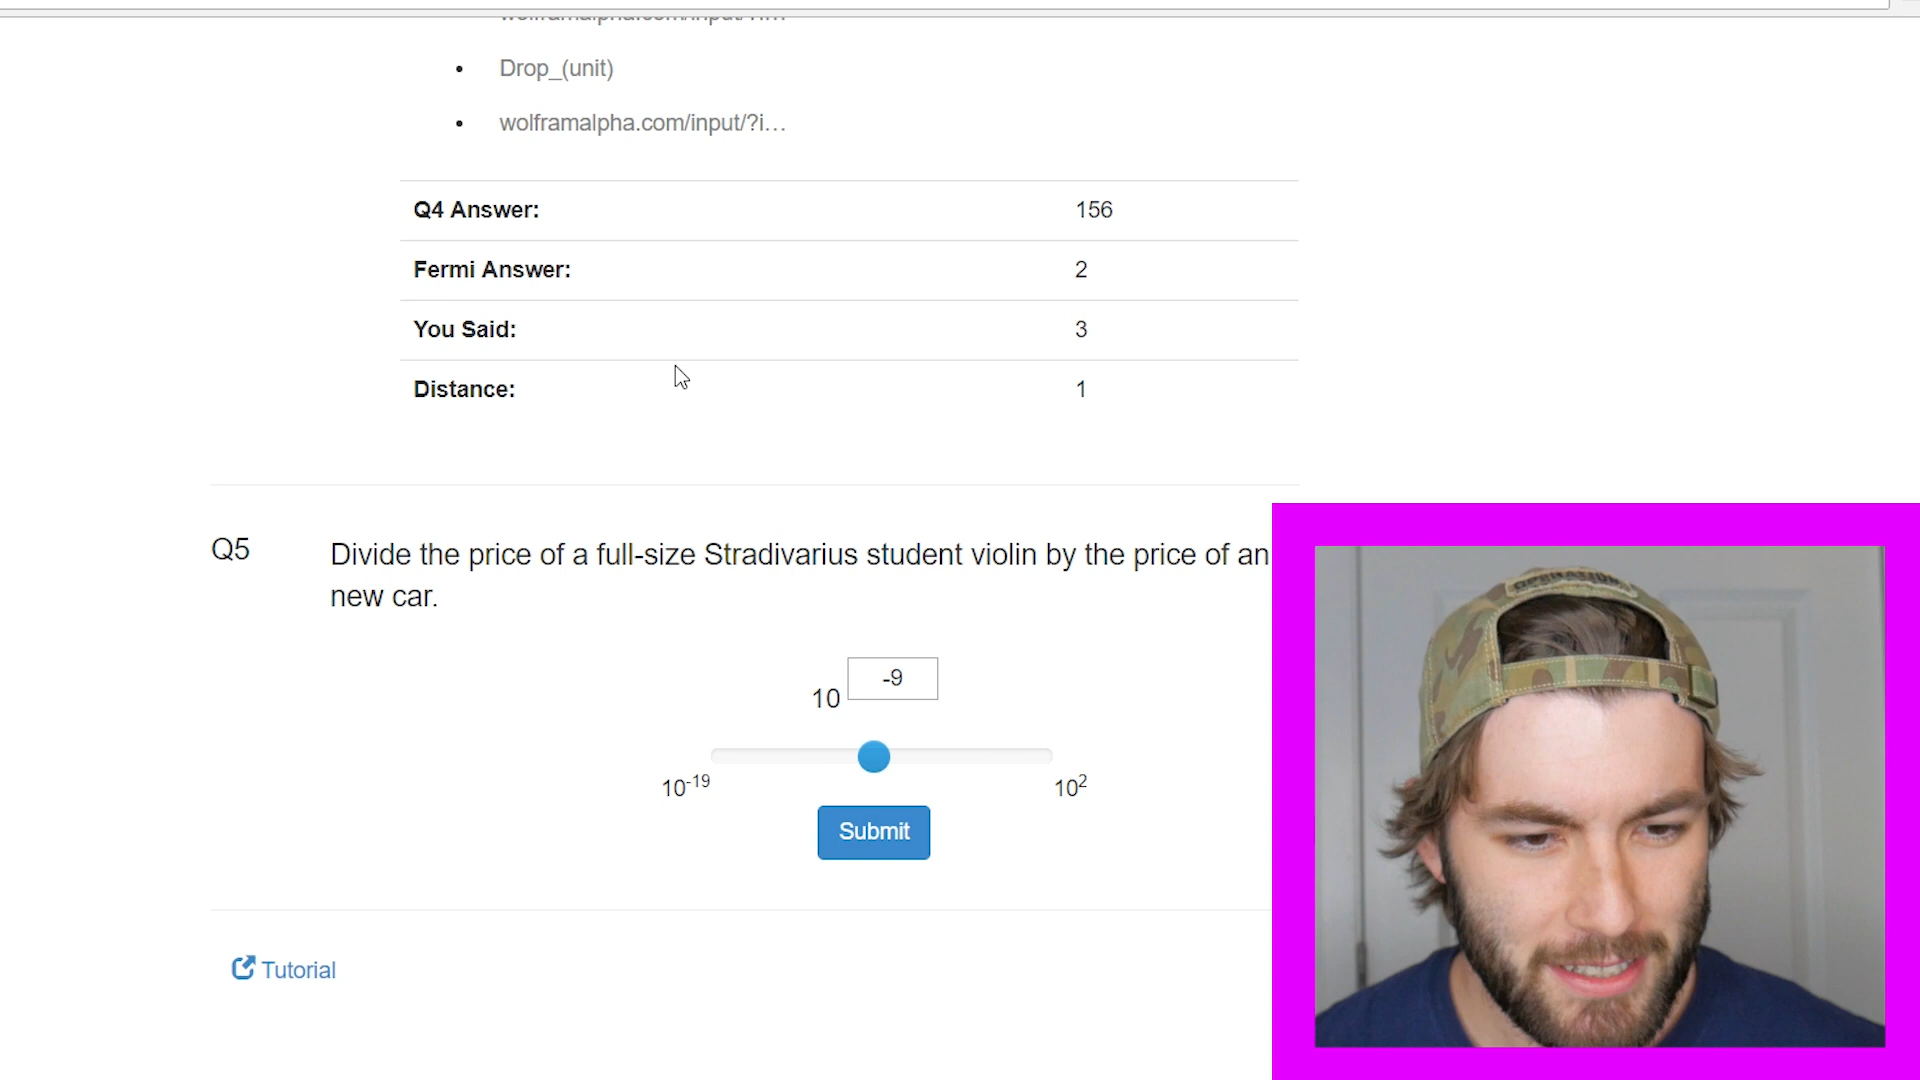 Drop_(unit)
wolframalpha.com/input/?i…
Q4 Answer: 156
Fermi Answer: 2
You Said: 3
Distance: 1
Q5 Divide the price of a full-size Stradivarius student violin by the price of an
new car.
-9
10
10-19 102
Submit
Tutorial